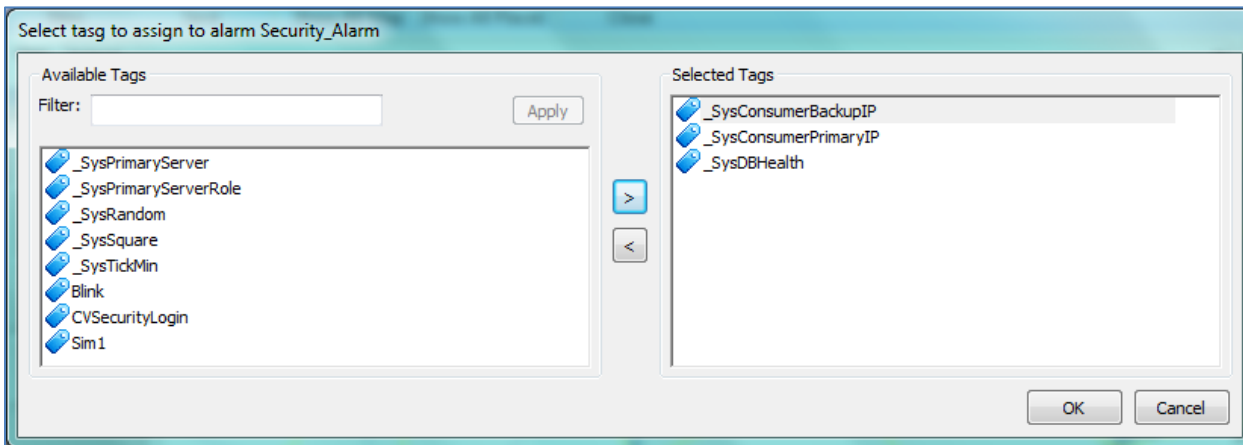 Select tasg to assign to alarm Security_Alarm
Available Tags
Filter:
Apply
_SysPrimaryServer
_SysPrimaryServerRole
_SysRandom
_SysSquare
_SysTickMin
Blink
CVSecurityLogin
Sim1
>
<
Selected Tags
_SysConsumerBackupIP
_SysConsumerPrimaryIP
_SysDBHealth
OK
Cancel